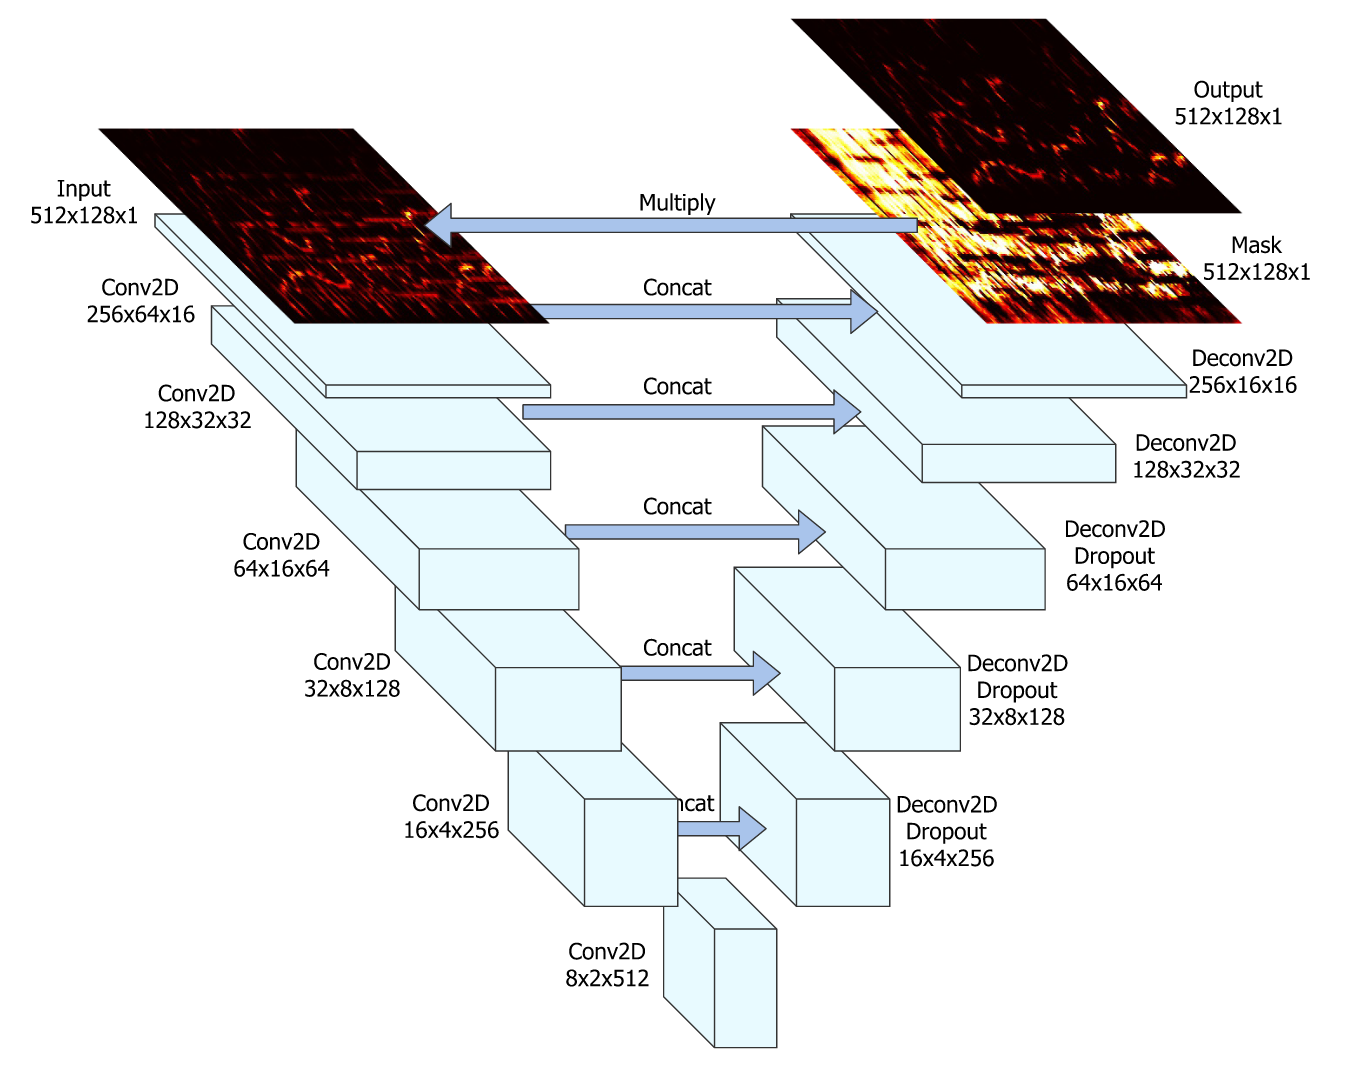 Output
512x128x1
Input
512x128x1
Multiply
Mask
512x128x1
Conv2D
256x64x16
Concat
Deconv2D
256x16x16
Conv2D
128x32x32
Concat
Deconv2D
128x32x32
Conv2D
64x16x64
Concat
Deconv2D
Dropout
64x16x64
Conv2D
32x8x128
Concat
Deconv2D
Dropout
32x8x128
Conv2D
16x4x256
ncat
Deconv2D
Dropout
16x4x256
Conv2D
8x2x512